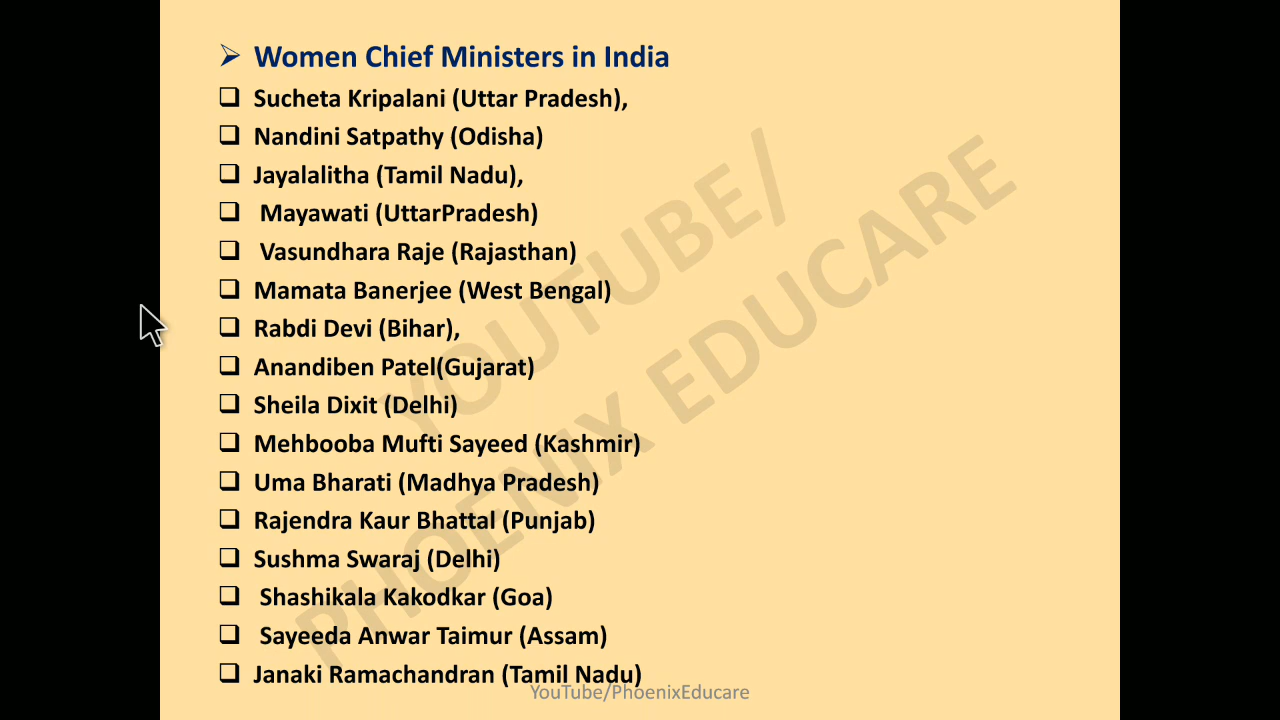 Women Chief Ministers in India
Sucheta Kripalani (Uttar Pradesh),
Nandini Satpathy (Odisha)
Jayalalitha (Tamil Nadu),
Mayawati (UttarPradesh)
Vasundhara Raje (Rajasthan)
Mamata Banerjee (West Bengal)
Rabdi Devi (Bihar),
Anandiben Patel(Gujarat)
Sheila Dixit (Delhi)
Mehbooba Mufti Sayeed (Kashmir)
Uma Bharati (Madhya Pradesh)
Rajendra Kaur Bhattal (Punjab)
Sushma Swaraj (Delhi)
Shashikala Kakodkar (Goa)
Sayeeda Anwar Taimur (Assam)
Janaki Ramachandran (Tamil Nadu)
YouTube/PhoenixEducare
YOUTUBE/
PHOENIX EDUCARE